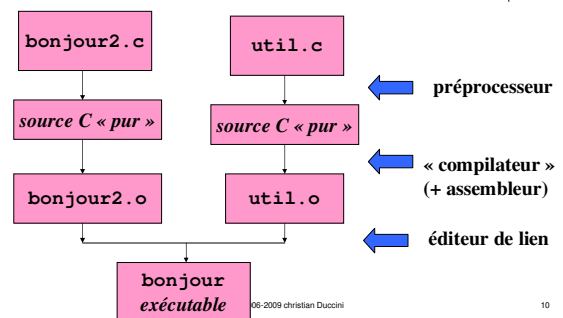 bonjour2.c
util.c
préprocesseur
source C « pur »
source C « pur »
« compilateur »
(+ assembleur)
bonjour2.o
util.o
éditeur de lien
bonjour
exécutable
06-2009 christian Duccini
10